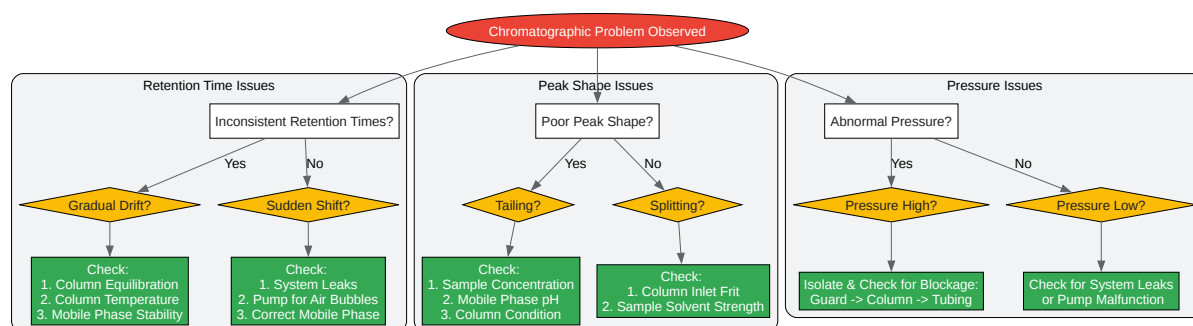 Chromatographic Problem Observed
Retention Time Issues
Peak Shape Issues
Pressure Issues
Inconsistent Retention Times?
Poor Peak Shape?
Abnormal Pressure?
Yes
No
Yes
No
Yes
No
Gradual Drift?
Sudden Shift?
Tailing?
Splitting?
Pressure High?
Pressure Low?
Check:
1. Column Equilibration
2. Column Temperature
3. Mobile Phase Stability
Check:
1. System Leaks
2. Pump for Air Bubbles
3. Correct Mobile Phase
Check:
1. Sample Concentration
2. Mobile Phase pH
3. Column Condition
Check:
1. Column Inlet Frit
2. Sample Solvent Strength
Isolate & Check for Blockage:
Guard -> Column -> Tubing
Check for System Leaks
or Pump Malfunction